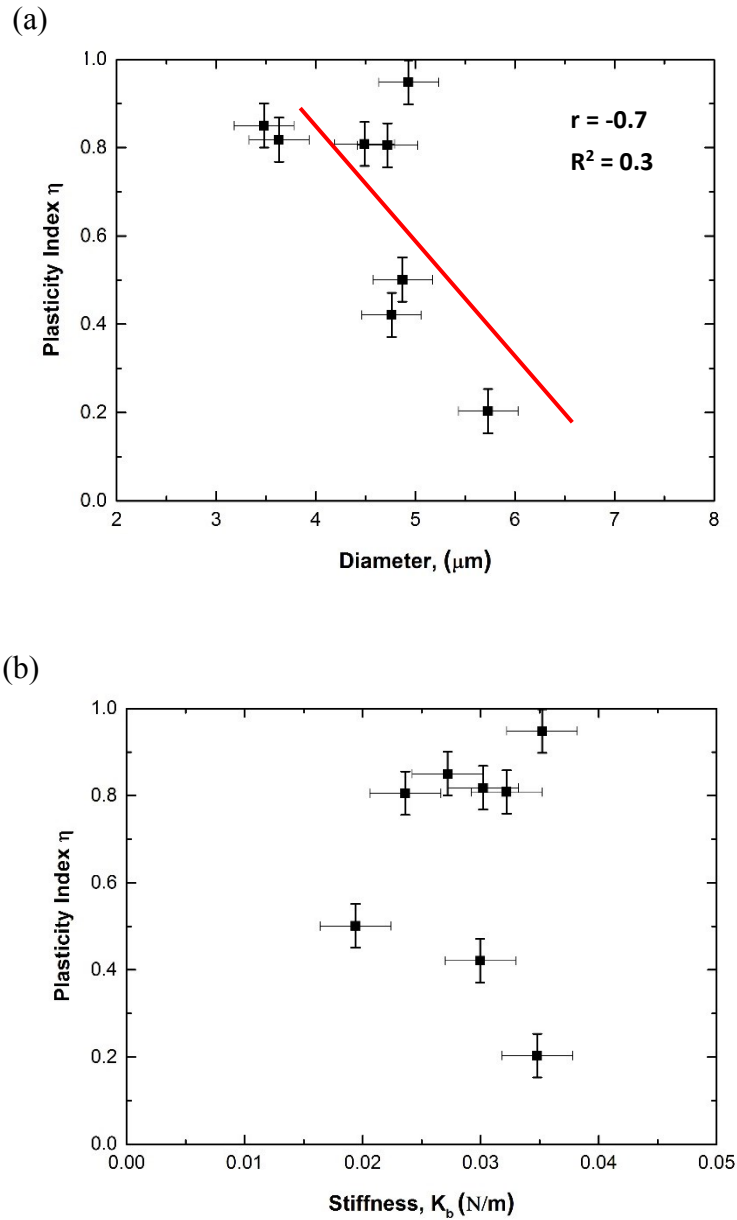 (a)
1.0
0.8
0.6
0.4
0.2
0.0
Plasticity Index η
r = -0.7
R² = 0.3
2 3 4 5 6 7 8
Diameter, (μm)
(b)
1.0
0.8
0.6
0.4
0.2
0.0
Plasticity Index η
0.00 0.01 0.02 0.03 0.04 0.05
Stiffness, K_b (N/m)